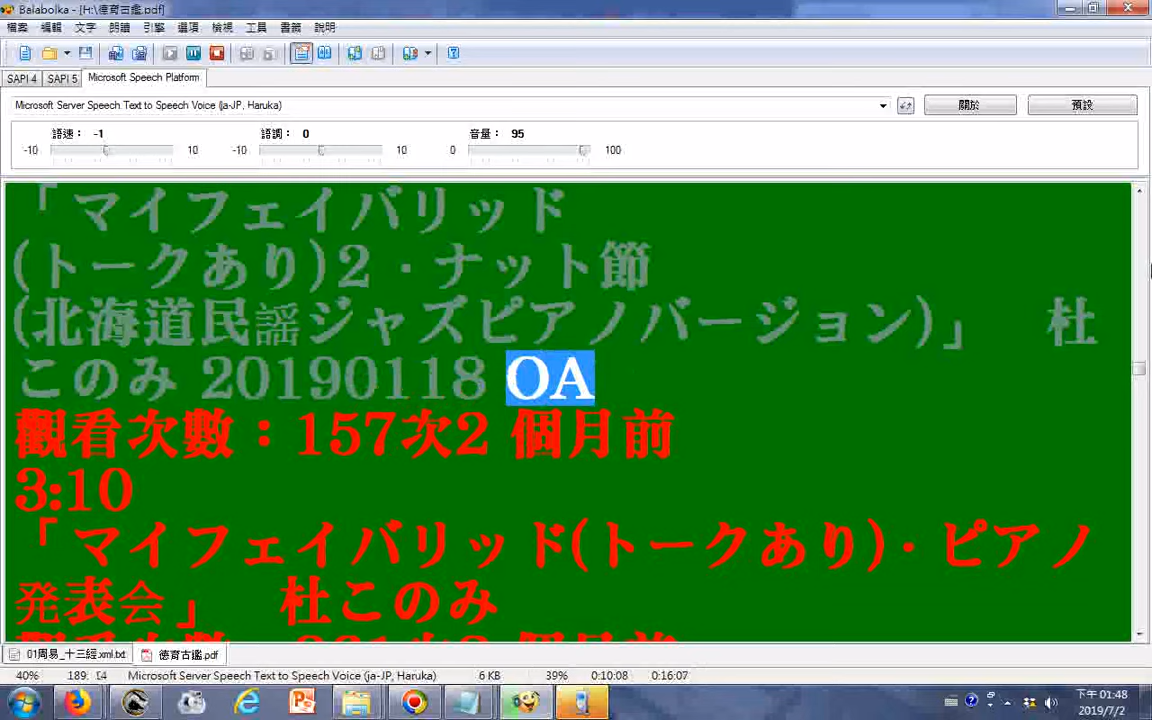 Balabolka - [H:\德育古鑑.pdf]
檔案 編輯 文字 朗讀 引擎 選項 檢視 工具 書籤 說明
SAPI 4 SAPI 5 Microsoft Speech Platform
Microsoft Server Speech Text to Speech Voice (ja-JP, Haruka) 關於 預設
語速： -1 語調： 0 音量： 95
-10 10 -10 10 0 100
「マイフェイバリッド
(トークあり)2・ナット節
(北海道民謡ジャズピアノバージョン)」 杜
このみ 20190118 OA
觀看次數：157次2 個月前
3:10
「マイフェイバリッド(トークあり)・ピアノ
発表会」 杜このみ
01周易_十三經.xml.txt 德育古鑑.pdf
40% Microsoft Server Speech Text to Speech Voice (ja-JP, Haruka) 6 KB 39% 0:10:08 0:16:07
下午 01:48
2019/7/2